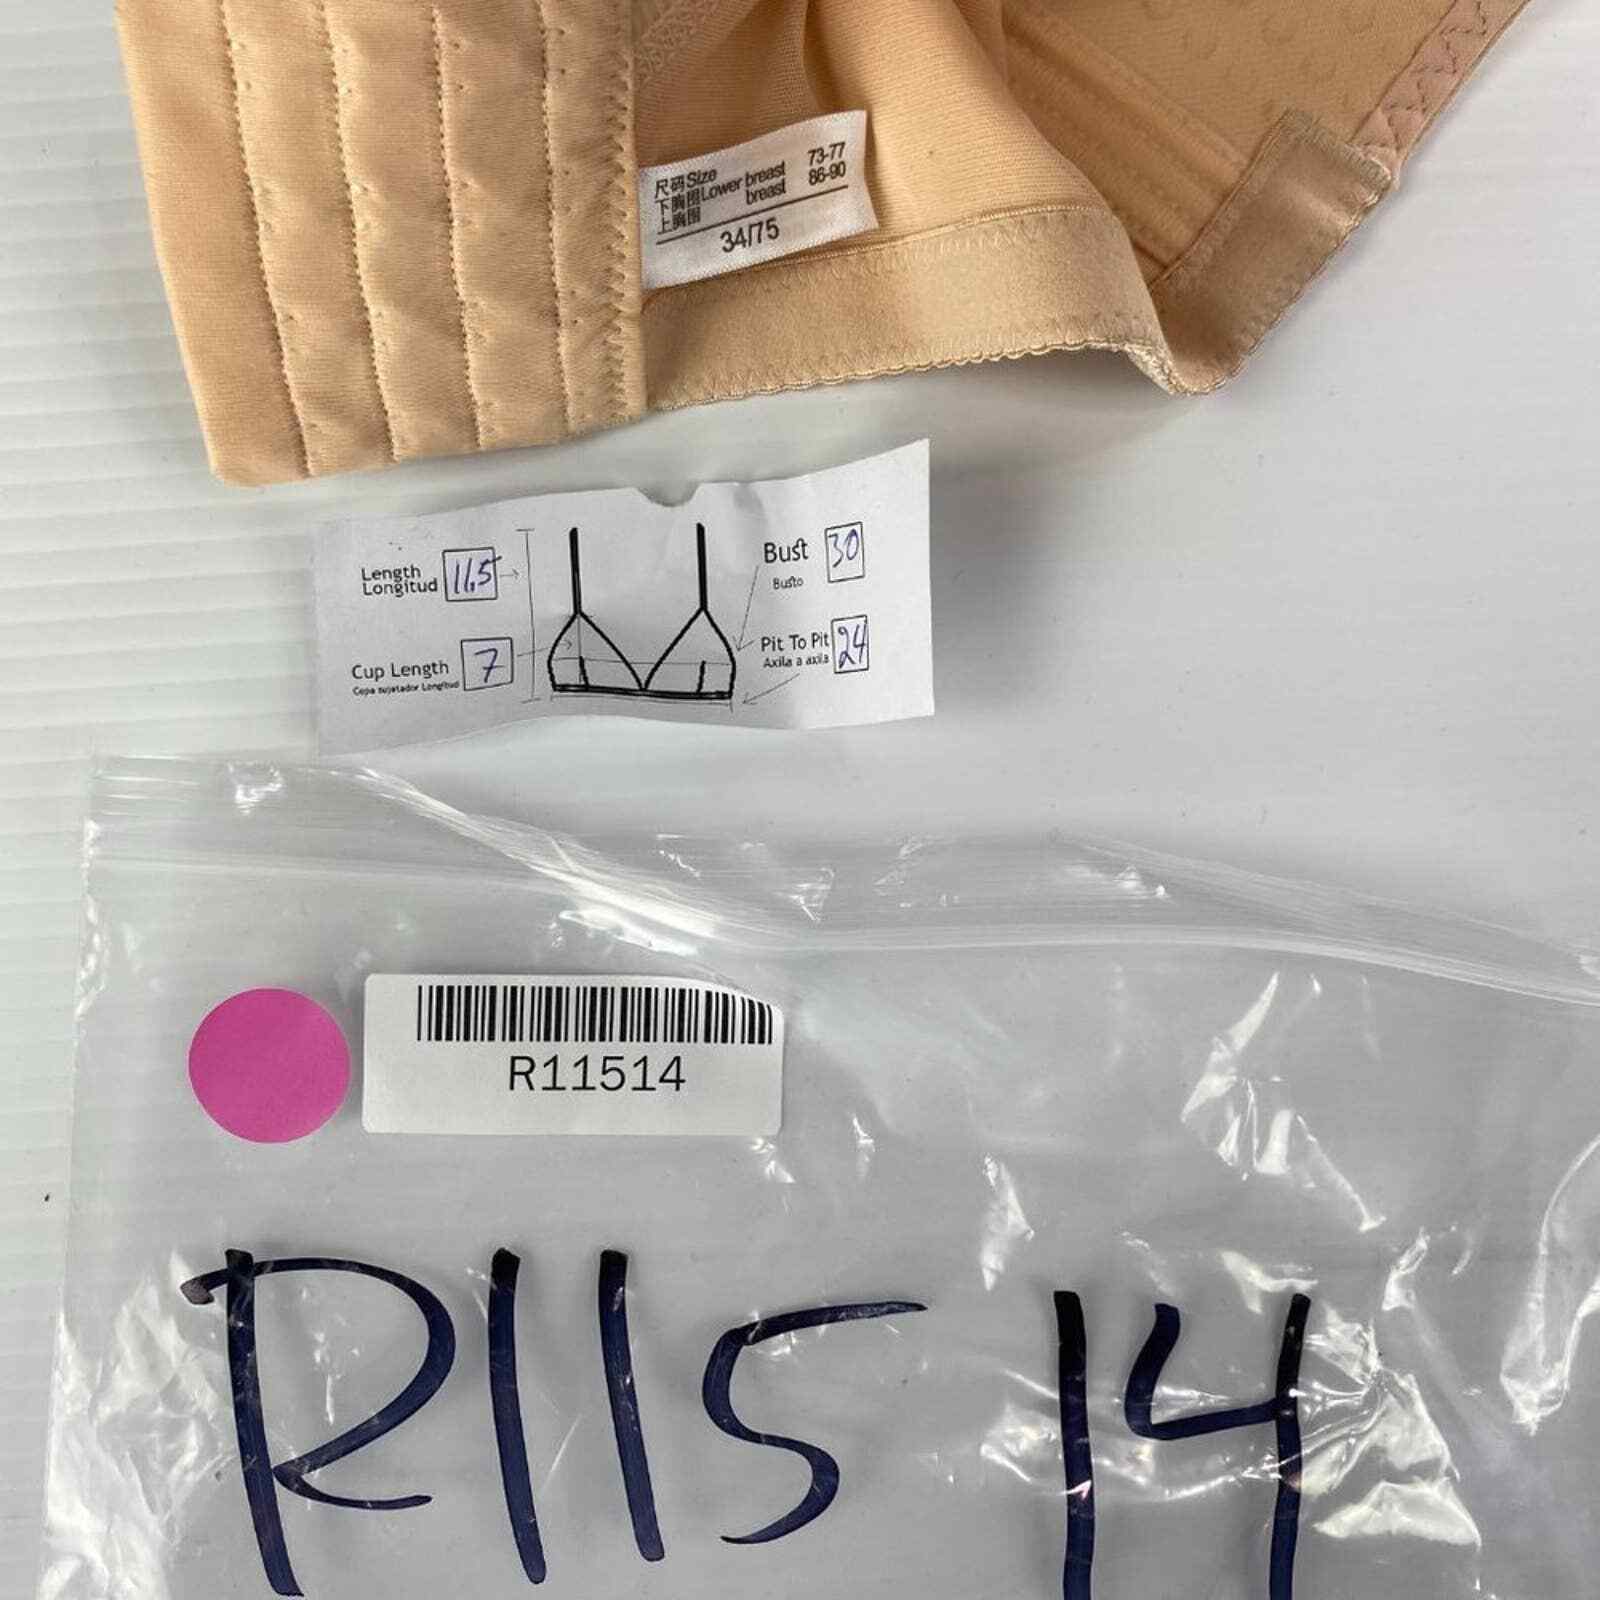 尺码Size 73-77
下胸围Lower breast 86-90
上胸围 breast
34/75
Length 11.5
Longitud
Bust 30
Busto
Cup Length 7
Copa sujetador Longitud
Pit To Pit 24
Axila a axila
R11514
R11514